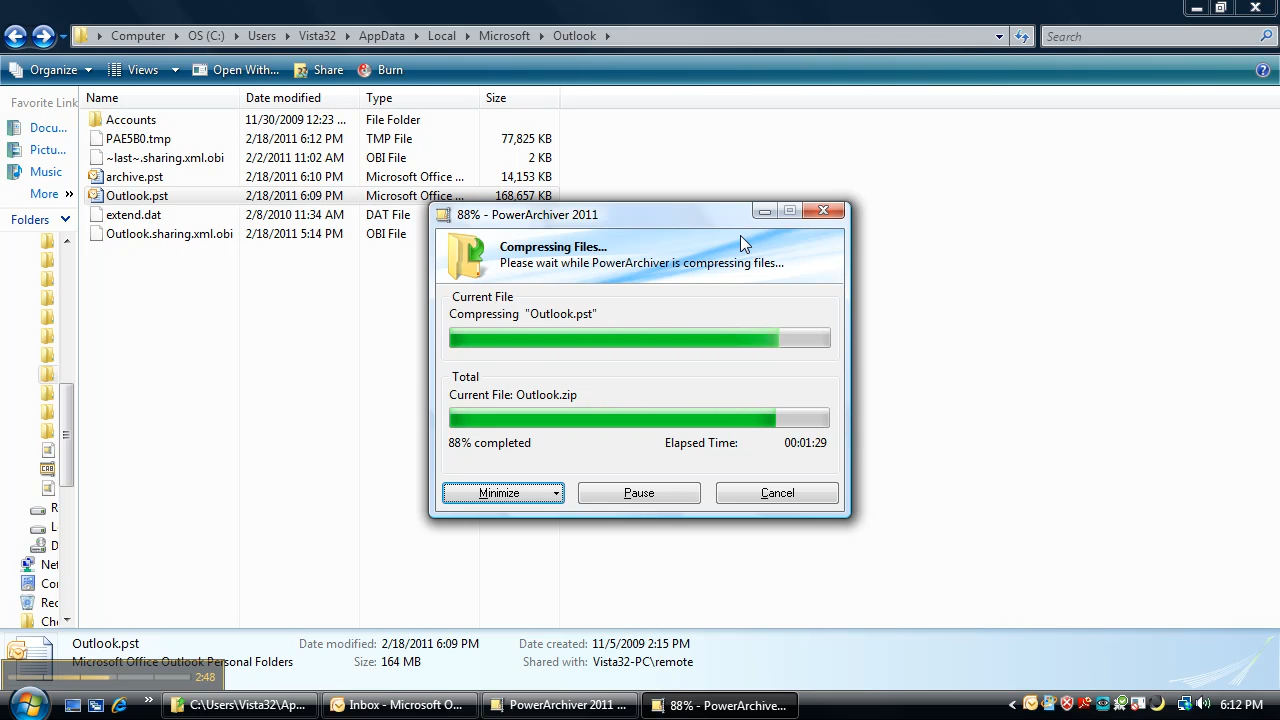 Computer OS (C:) Users Vista32 AppData Local Microsoft Outlook
Search
Organize Views Open With... Share Burn
Favorite Link
Docu...
Pictu...
Music
More »
Folders
Name Date modified Type Size
Accounts 11/30/2009 12:23 ... File Folder
PAE5B0.tmp 2/18/2011 6:12 PM TMP File 77,825 KB
~last~.sharing.xml.obi 2/2/2011 11:02 AM OBI File 2 KB
archive.pst 2/18/2011 6:10 PM Microsoft Office ... 14,153 KB
Outlook.pst 2/18/2011 6:09 PM Microsoft Office ... 168,657 KB
extend.dat 2/8/2010 11:34 AM DAT File
Outlook.sharing.xml.obi 2/18/2011 5:14 PM OBI File
88% - PowerArchiver 2011
Compressing Files...
Please wait while PowerArchiver is compressing files...
Current File
Compressing "Outlook.pst"
Total
Current File: Outlook.zip
88% completed Elapsed Time: 00:01:29
Minimize Pause Cancel
CAB
R
L
D
Net
Co
Rec
Ch
Outlook.pst Date modified: 2/18/2011 6:09 PM Date created: 11/5/2009 2:15 PM
Microsoft Office Outlook Personal Folders Size: 164 MB Shared with: Vista32-PC\remote
2:48
»
C:\Users\Vista32\Ap... Inbox - Microsoft O... PowerArchiver 2011 ... 88% - PowerArchive...
6:12 PM